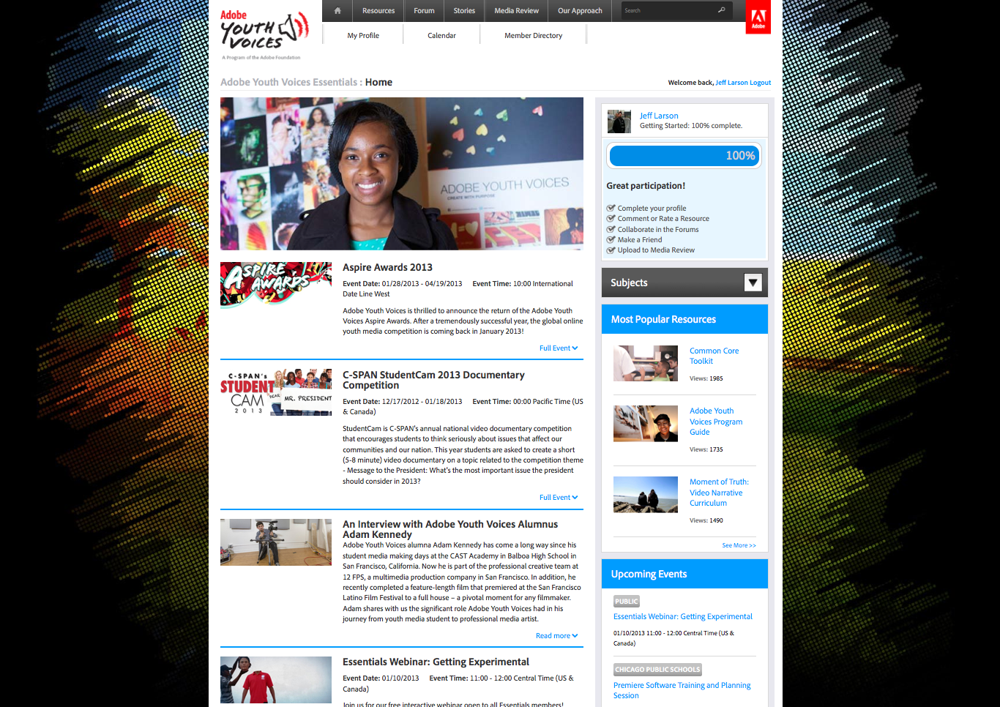 Adobe
YOUTH
VOICES
A Program of the Adobe Foundation
Resources
Forum
Stories
Media Review
Our Approach
Search
Adobe
My Profile
Calendar
Member Directory
Adobe Youth Voices Essentials : Home
Welcome back, Jeff Larson Logout
ADOBE YOUTH VOICES
CREATE WITH PURPOSE
ASPIRE
AWARDS
Aspire Awards 2013
Event Date: 01/28/2013 - 04/19/2013 Event Time: 10:00 International
Date Line West
Adobe Youth Voices is thrilled to announce the return of the Adobe Youth
Voices Aspire Awards. After a tremendously successful year, the global online
youth media competition is coming back in January 2013!
Full Event
C-SPAN's
STUDENT
CAM
2013
DEAR
MR. PRESIDENT
C-SPAN StudentCam 2013 Documentary
Competition
Event Date: 12/17/2012 - 01/18/2013 Event Time: 00:00 Pacific Time (US
& Canada)
StudentCam is C-SPAN's annual national video documentary competition
that encourages students to think seriously about issues that affect our
communities and our nation. This year students are asked to create a short
(5-8 minute) video documentary on a topic related to the competition theme
- Message to the President: What's the most important issue the president
should consider in 2013?
Full Event
An Interview with Adobe Youth Voices Alumnus
Adam Kennedy
Adobe Youth Voices alumna Adam Kennedy has come a long way since his
student media making days at the CAST Academy in Balboa High School in
San Francisco, California. Now he is part of the professional creative team at
12 FPS, a multimedia production company in San Francisco. In addition, he
recently completed a feature-length film that premiered at the San Francisco
Latino Film Festival to a full house – a pivotal moment for any filmmaker.
Adam shares with us the significant role Adobe Youth Voices had in his
journey from youth media student to professional media artist.
Read more
Essentials Webinar: Getting Experimental
Event Date: 01/10/2013 Event Time: 11:00 - 12:00 Central Time (US &
Canada)
Join us for our free interactive webinar open to all Essentials members!
Jeff Larson
Getting Started: 100% complete.
100%
Great participation!
Complete your profile
Comment or Rate a Resource
Collaborate in the Forums
Make a Friend
Upload to Media Review
Subjects
Most Popular Resources
Common Core
Toolkit
Views: 1985
Adobe Youth
Voices Program
Guide
Views: 1735
Moment of Truth:
Video Narrative
Curriculum
Views: 1490
See More >>
Upcoming Events
PUBLIC
Essentials Webinar: Getting Experimental
01/10/2013 11:00 - 12:00 Central Time (US &
Canada)
CHICAGO PUBLIC SCHOOLS
Premiere Software Training and Planning
Session